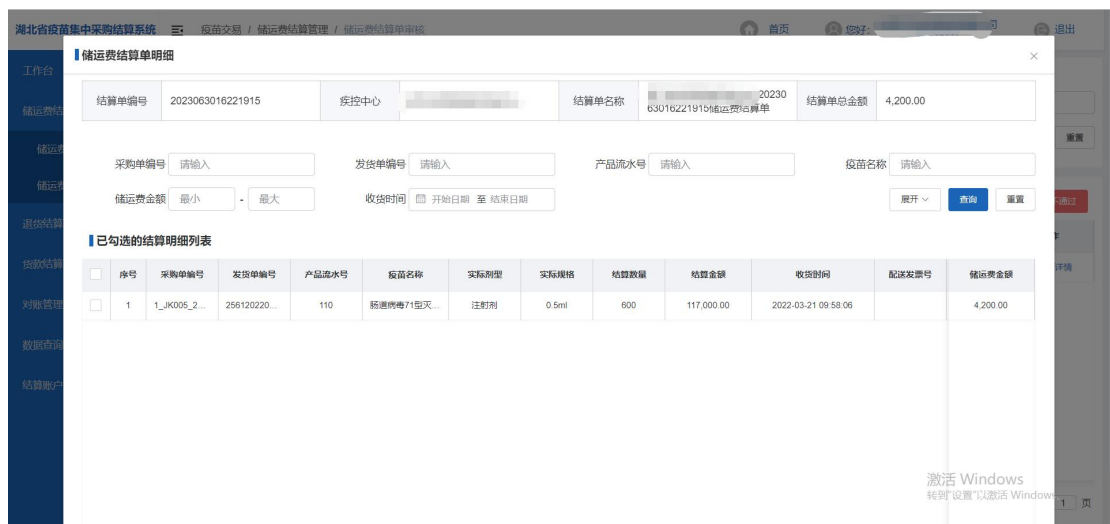 湖北省疫苗集中采购结算系统 疫苗交易 / 储运费结算管理 / 储运费结算单审核 首页 您好: 退出
储运费结算单明细
工作台
结算单编号 2023063016221915 疾控中心 结算单名称 20230 63016221915储运费结算单 结算单总金额 4,200.00
储运费结
重置
采购单编号 请输入 发货单编号 请输入 产品流水号 请输入 疫苗名称 请输入
储运费
储运费金额 最小 - 最大 收货时间 开始日期 至 结束日期 展开 查询 重置
储运费
不通过
退货结算
已勾选的结算明细列表
货款结算
序号 采购单编号 发货单编号 产品流水号 疫苗名称 实际剂型 实际规格 结算数量 结算金额 收货时间 配送发票号 储运费金额
详情
对账管理
1 1_JK005_2... 256120220... 110 肠道病毒71型灭... 注射剂 0.5ml 600 117,000.00 2022-03-21 09:58:06 4,200.00
数据查询
结算账户
激活 Windows
转到"设置"以激活 Window
1 页